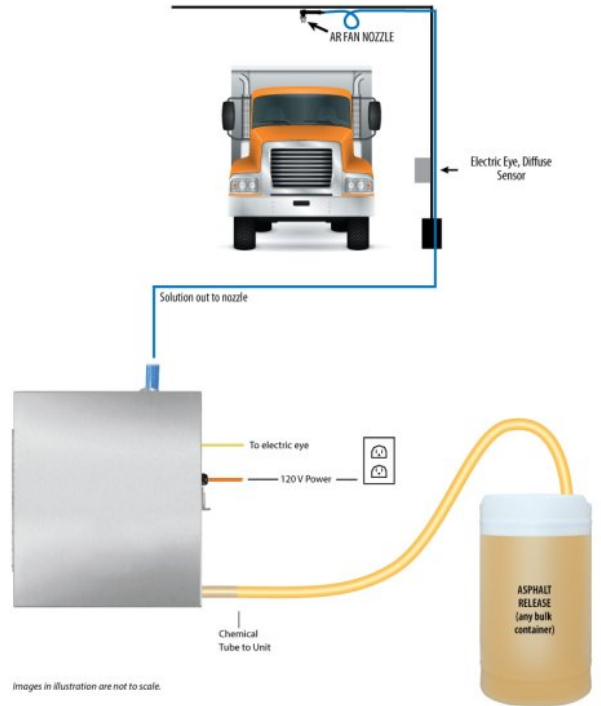 AR FAN NOZZLE
Electric Eye, Diffuse
Sensor
Solution out to nozzle
To electric eye
120 V Power
ASPHALT
RELEASE
(any bulk
container)
Chemical
Tube to Unit
Images in illustration are not to scale.